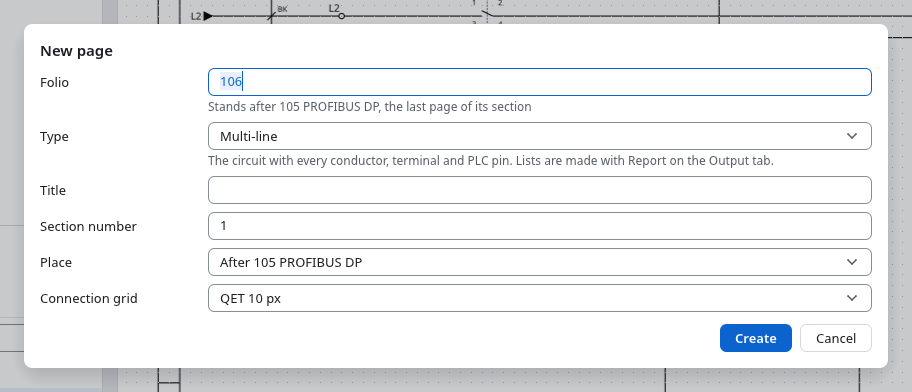 BK
L2
L2
1
2
3
4
New page
Folio
106
Stands after 105 PROFIBUS DP, the last page of its section
Type
Multi-line
The circuit with every conductor, terminal and PLC pin. Lists are made with Report on the Output tab.
Title
Section number
1
Place
After 105 PROFIBUS DP
Connection grid
QET 10 px
Create
Cancel